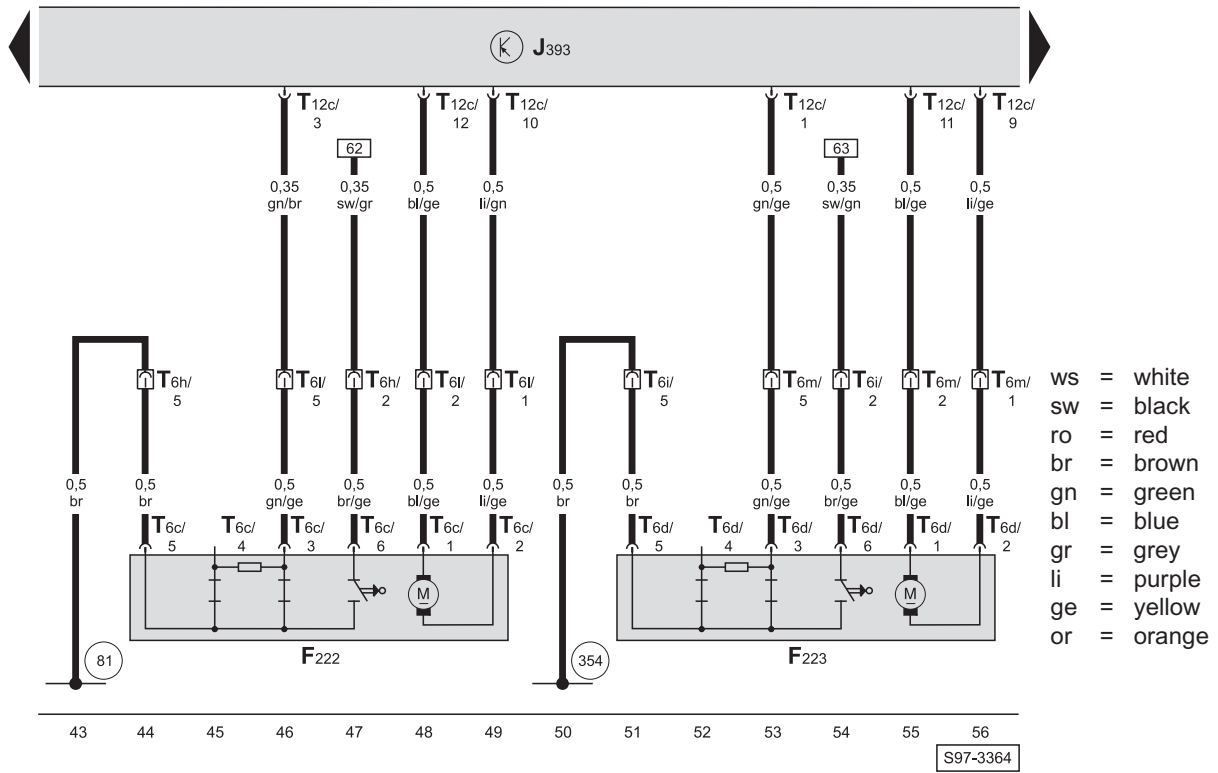 J393
T12c/ T12c/ T12c/ T12c/ T12c/ T12c/
3 12 10 1 11 9
62 63
0,35 0,35 0,5 0,5 0,5 0,35 0,5 0,5
gn/br sw/gr bl/ge li/gn gn/ge sw/gn bl/ge li/ge
T6h/ T6l/ T6h/ T6l/ T6l/ T6i/ T6m/ T6i/ T6m/ T6m/
5 5 2 2 1 5 5 2 2 1
0,5 0,5 0,5 0,5 0,5 0,5 0,5 0,5 0,5 0,5 0,5 0,5
br br gn/ge br/ge bl/ge li/ge br br gn/ge br/ge bl/ge li/ge
T6c/ T6c/ T6c/ T6c/ T6c/ T6c/ T6d/ T6d/ T6d/ T6d/ T6d/ T6d/
5 4 3 6 1 2 5 4 3 6 1 2
M M
F222 F223
81 354
43 44 45 46 47 48 49 50 51 52 53 54 55 56
S97-3364
ws = white
sw = black
ro = red
br = brown
gn = green
bl = blue
gr = grey
li = purple
ge = yellow
or = orange